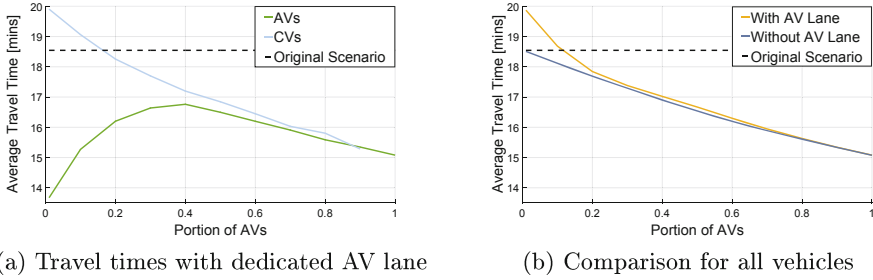 20
19
18
17
16
15
14
Average Travel Time [mins]
AVs
CVs
Original Scenario
0 0.2 0.4 0.6 0.8 1
Portion of AVs
(a) Travel times with dedicated AV lane
20
19
18
17
16
15
14
Average Travel Time [mins]
With AV Lane
Without AV Lane
Original Scenario
0 0.2 0.4 0.6 0.8 1
Portion of AVs
(b) Comparison for all vehicles